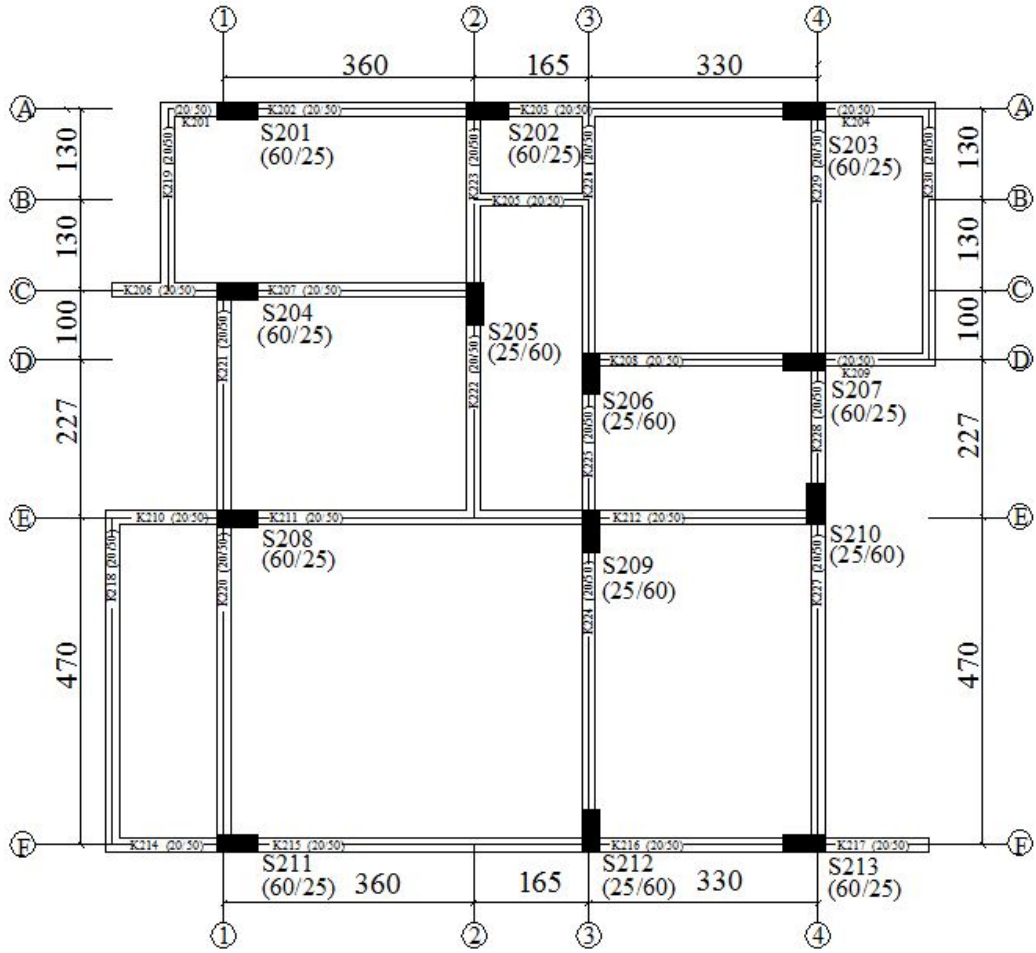 1 2 3 4
360 165 330
A (20/50) K202 (20/50) K203 (20/50) (20/50) A
K201 K204
S201 S202 S203
(60/25) (60/25) (60/25)
130 130
K219 (20/50)
K223 (20/50)
K226 (20/50)
K229 (20/50)
K230 (20/50)
B K205 (20/50) B
130 130
C K206 (20/50) K207 (20/50) C
S204
(60/25)
S205
(25/60)
100 100
K221 (20/50)
K222 (20/50)
D K208 (20/50) (20/50) D
K209
S206
(25/60)
S207
(60/25)
227 227
K225 (20/50)
K228 (20/50)
E K210 (20/50) K211 (20/50) K212 (20/50) E
S208
(60/25)
S209
(25/60)
S210
(25/60)
K218 (20/50)
K220 (20/50)
K224 (20/50)
K227 (20/50)
470 470
F K214 (20/50) K215 (20/50) K216 (20/50) K217 (20/50) F
S211
(60/25)
S212
(25/60)
S213
(60/25)
360 165 330
1 2 3 4